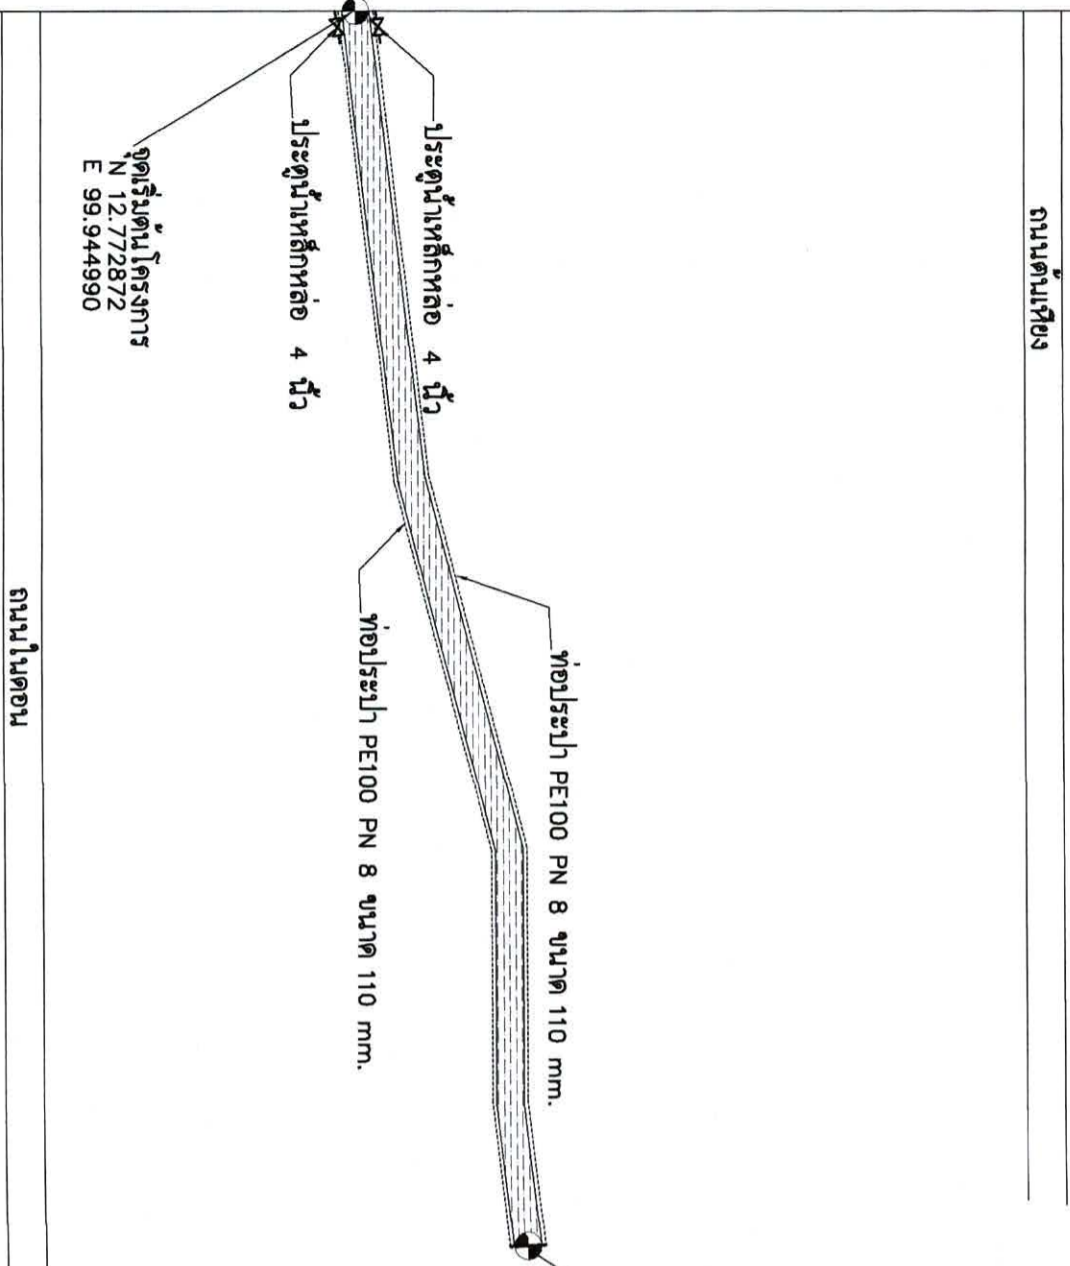 ถนนต้นเทียง
ประตูน้ำเหล็กหล่อ 4 นิ้ว
ท่อประปา PE100 PN 8 ขนาด 110 mm.
ประตูน้ำเหล็กหล่อ 4 นิ้ว
ท่อประปา PE100 PN 8 ขนาด 110 mm.
จุดเริ่มต้นโครงการ
N 12.772872
E 99.944990
ถนนในดอน